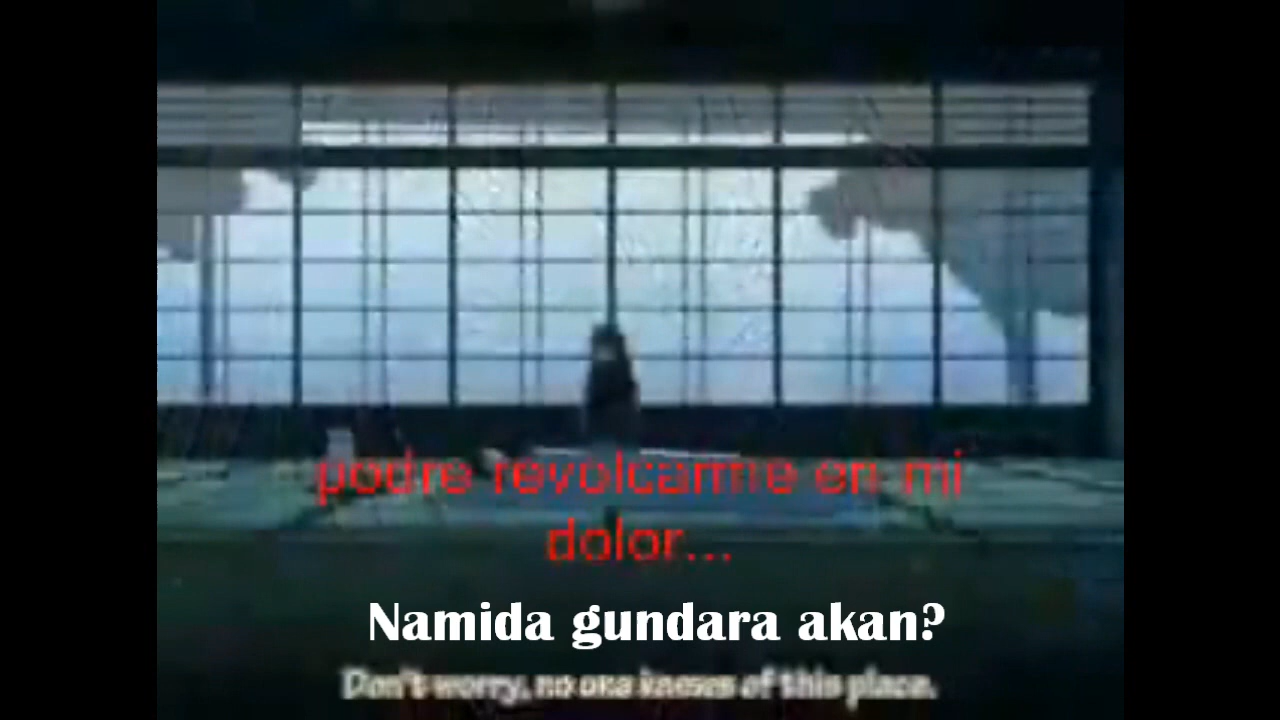 podre revolcarme en mi
dolor...
Namida gundara akan?
Don't worry, no one knows of this place.